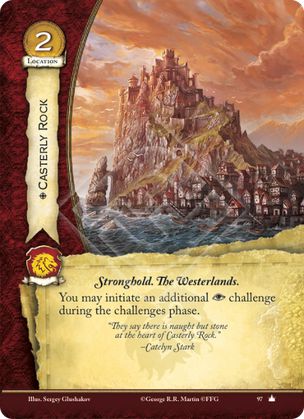 2
LOCATION
CASTERLY ROCK
Stronghold. The Westerlands.
You may initiate an additional challenge
during the challenges phase.
"They say there is naught but stone
at the heart of Casterly Rock."
–Catelyn Stark
Illus. Sergey Glushakov
©George R.R. Martin ©FFG
97